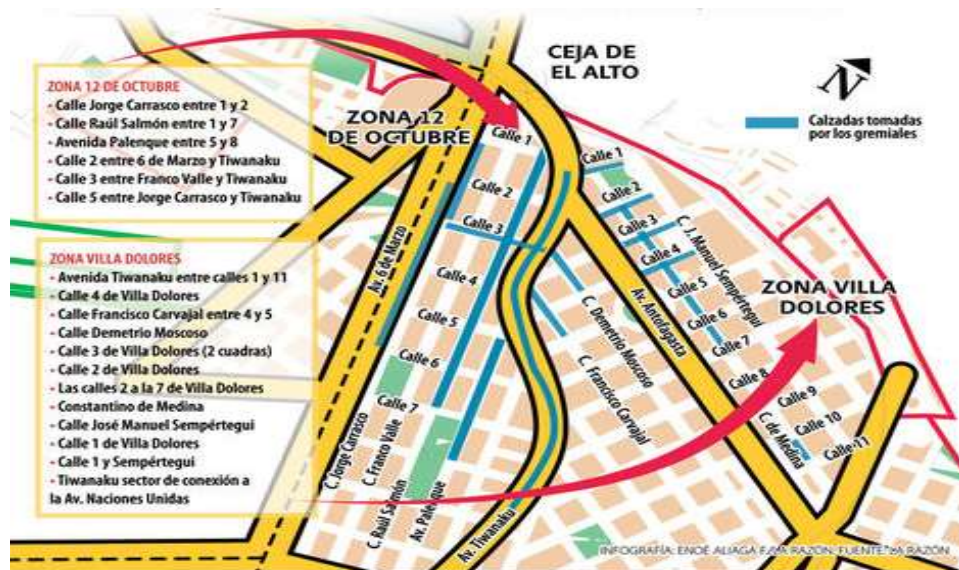 CEJA DE
EL ALTO
N
Calzadas tomadas
por los gremiales
ZONA 12 DE OCTUBRE
- Calle Jorge Carrasco entre 1 y 2
- Calle Raúl Salmón entre 1 y 7
- Avenida Palenque entre 5 y 8
- Calle 2 entre 6 de Marzo y Tiwanaku
- Calle 3 entre Franco Valle y Tiwanaku
- Calle 5 entre Jorge Carrasco y Tiwanaku
ZONA VILLA DOLORES
- Avenida Tiwanaku entre calles 1 y 11
- Calle 4 de Villa Dolores
- Calle Francisco Carvajal entre 4 y 5
- Calle Demetrio Moscoso
- Calle 3 de Villa Dolores (2 cuadras)
- Calle 2 de Villa Dolores
- Las calles 2 a la 7 de Villa Dolores
- Constantino de Medina
- Calle José Manuel Sempértegui
- Calle 1 de Villa Dolores
- Calle 1 y Sempértegui
- Tiwanaku sector de conexión a
la Av. Naciones Unidas
ZONA 12
DE OCTUBRE
Calle 1
Calle 2
Calle 3
Calle 4
Calle 5
Calle 6
Calle 7
Av. 6 de Marzo
C. Jorge Carrasco
C. Franco Valle
C. Raúl Salmón
Av. Palenque
Av. Tiwanaku
Calle 1
Calle 2
Calle 3
Calle 4
Calle 5
Calle 6
Calle 7
Calle 8
Calle 9
Calle 10
Calle 11
C. J. Manuel Sempértegui
Av. Antofagasta
C. Demetrio Moscoso
C. Francisco Carvajal
C. de Medina
ZONA VILLA
DOLORES
INFOGRAFÍA: ENOÉ ALIAGA F./LA RAZÓN. FUENTE: LA RAZÓN